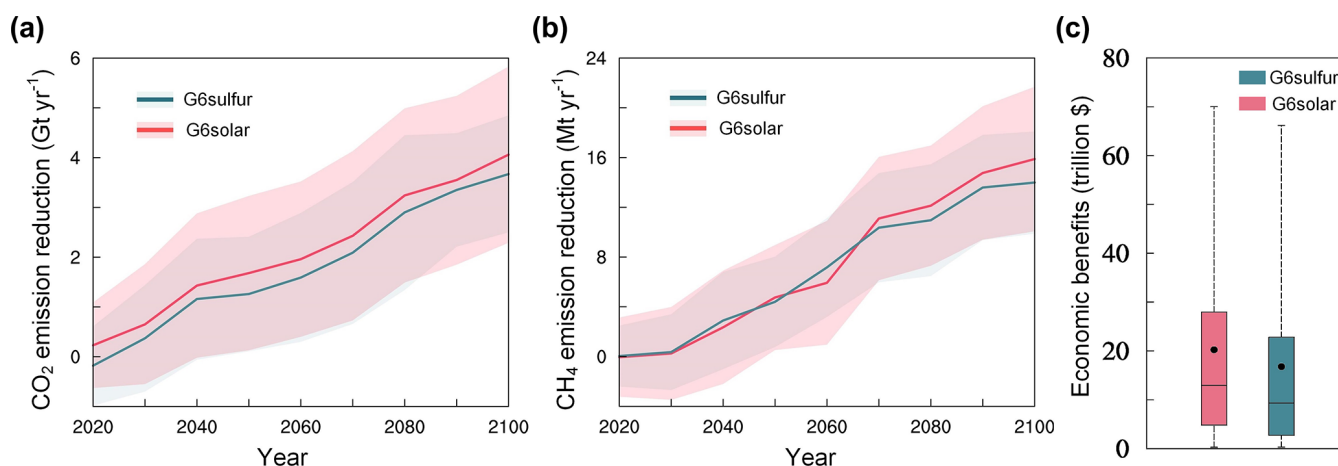 (a)
CO₂ emission reduction (Gt yr⁻¹)
6
4
2
0
G6sulfur
G6solar
2020
2040
2060
2080
2100
Year
(b)
CH₄ emission reduction (Mt yr⁻¹)
24
16
8
0
G6sulfur
G6solar
2020
2040
2060
2080
2100
Year
(c)
Economic benefits (trillion $)
80
60
40
20
0
G6sulfur
G6solar